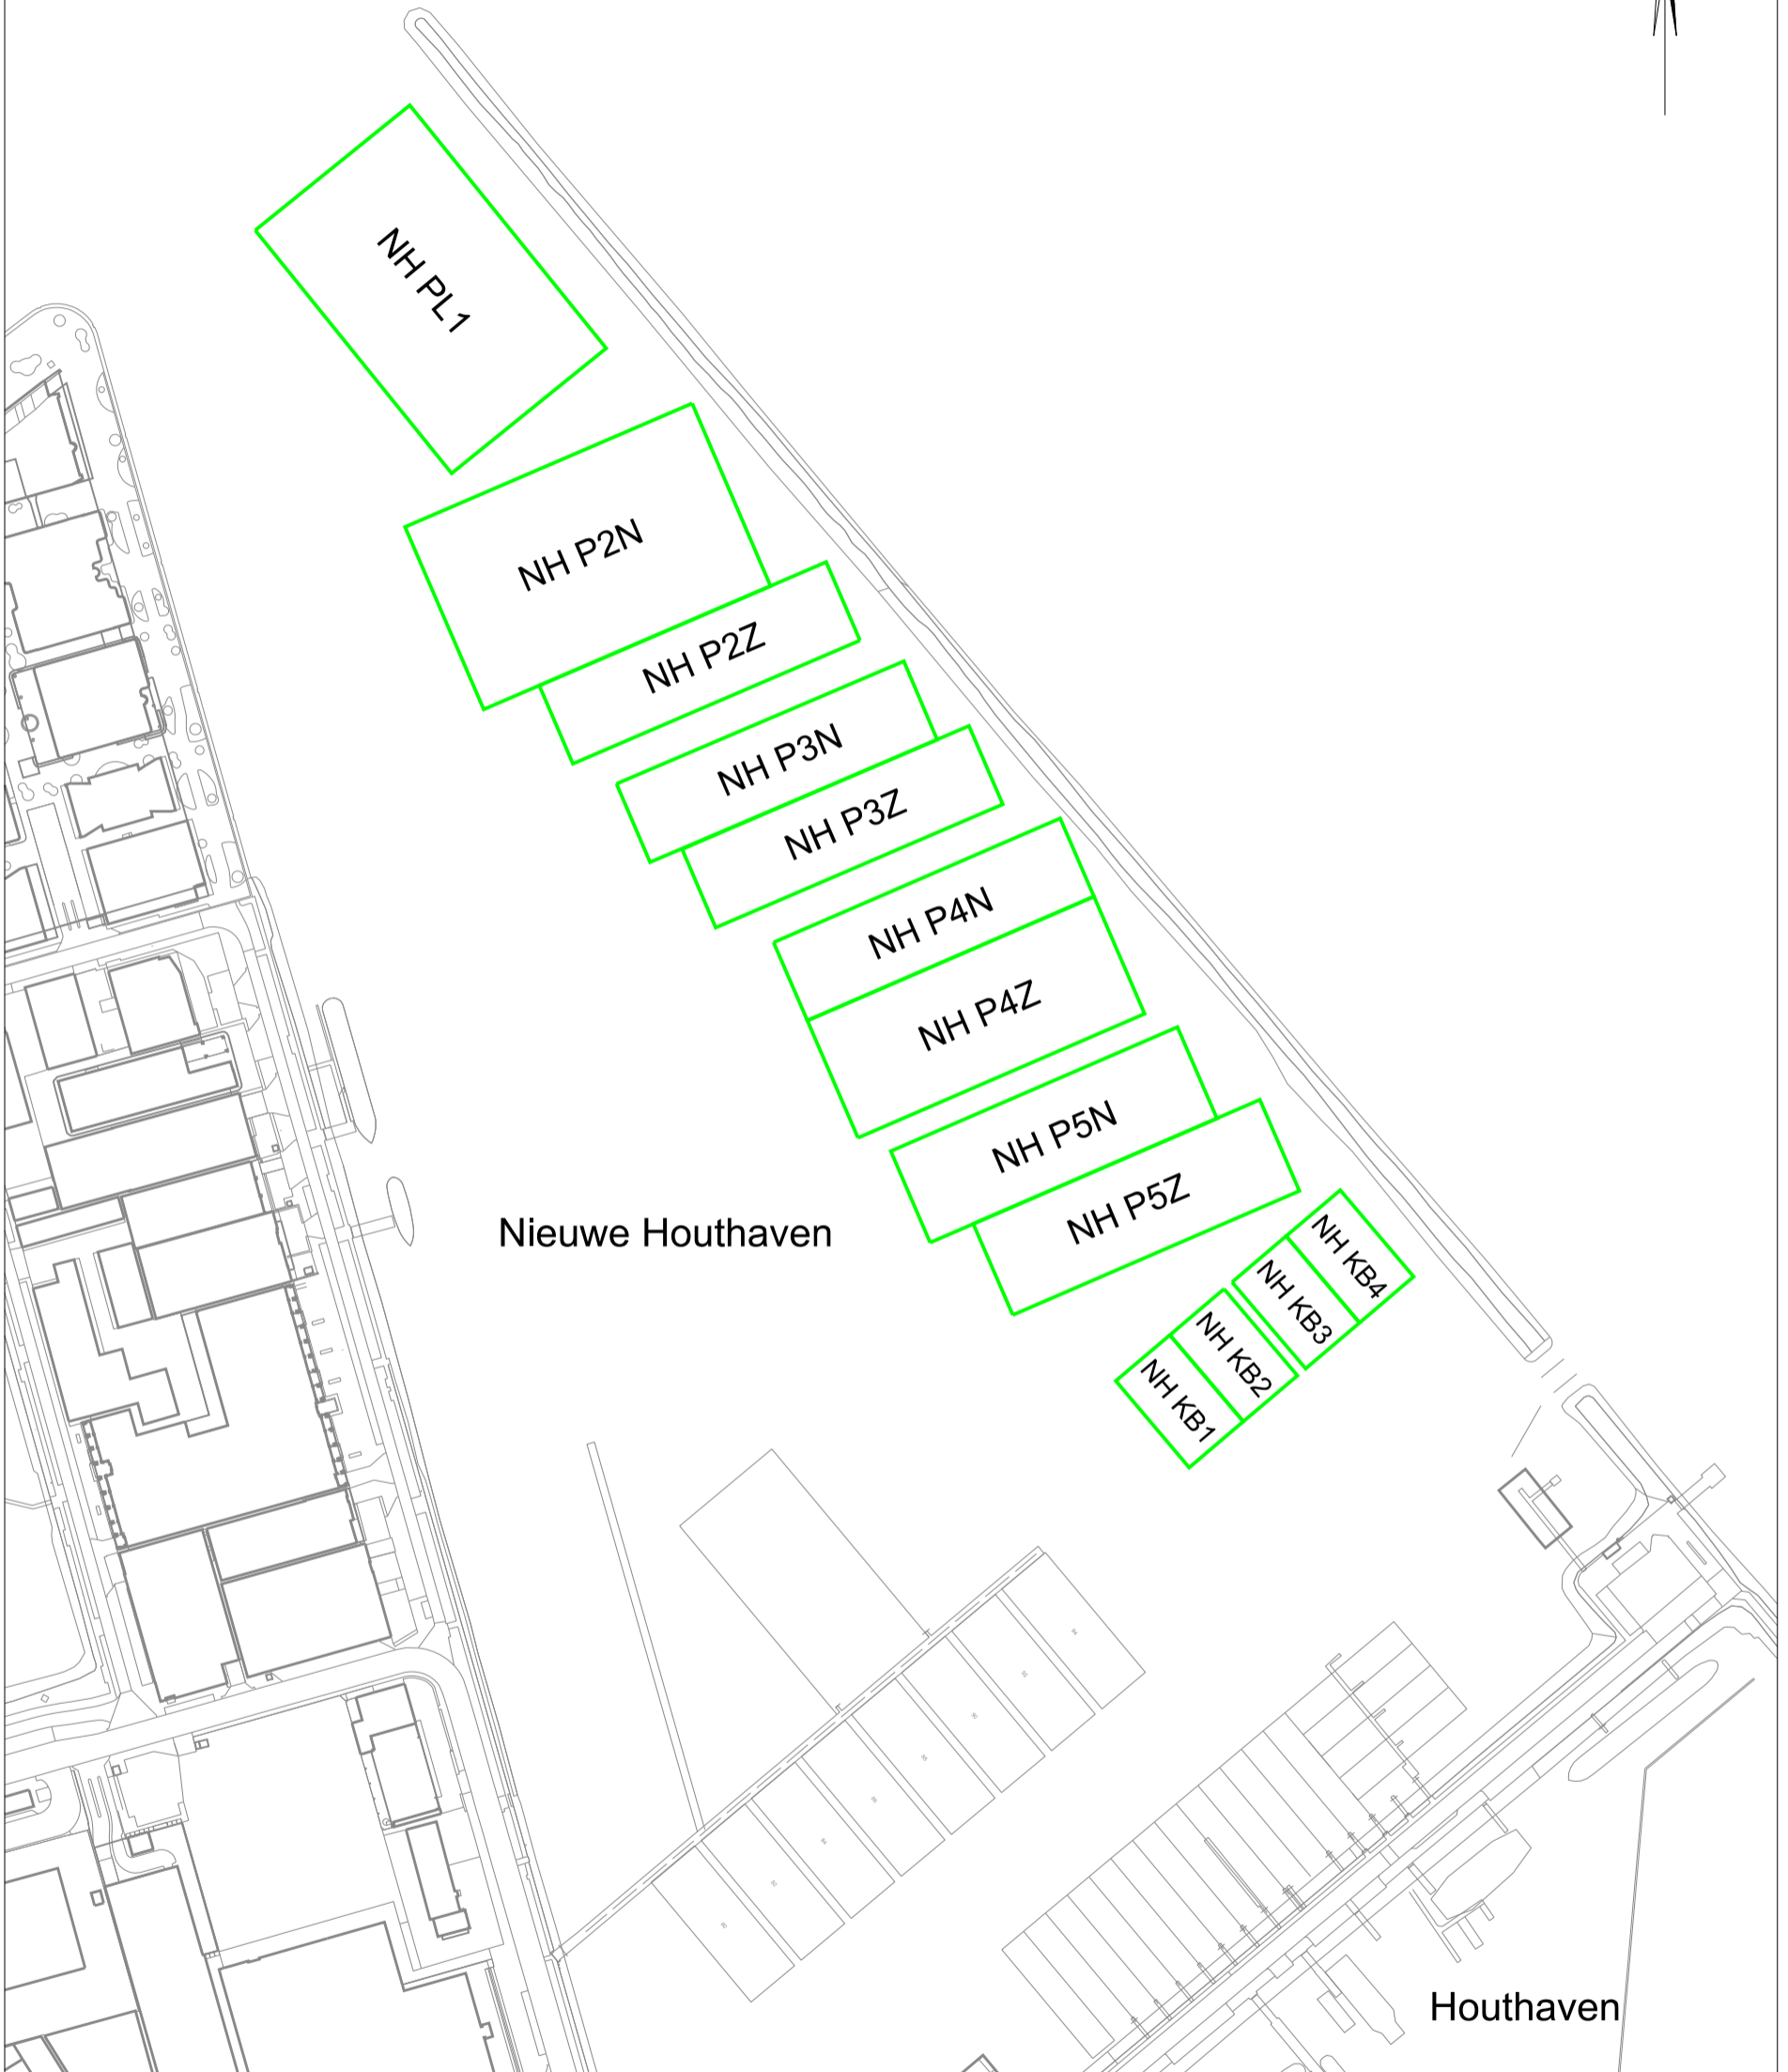 NH PL1
NH P2N
NH P2Z
NH P3N
NH P3Z
NH P4N
NH P4Z
NH P5N
NH P5Z
Nieuwe Houthaven
NH KB4
NH KB3
NH KB2
NH KB1
Houthaven